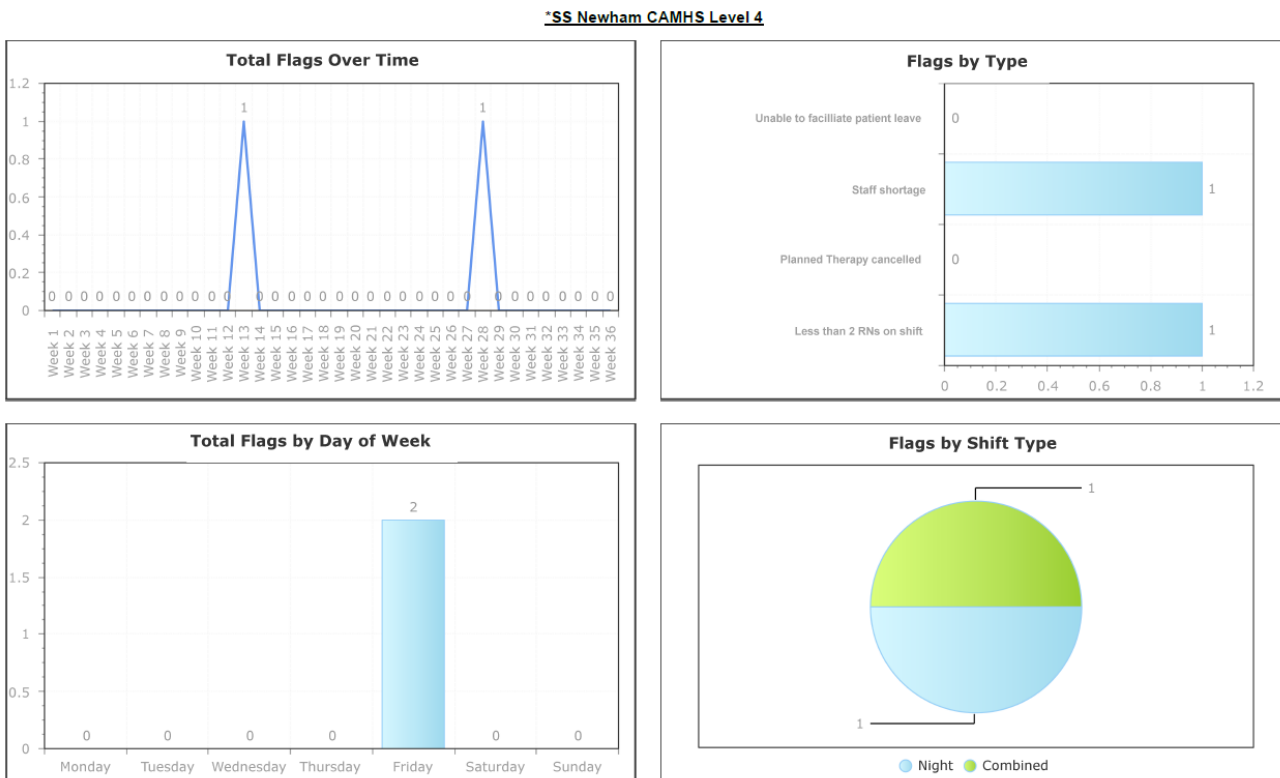 *SS Newham CAMHS Level 4
Total Flags Over Time
1.2
1
0.8
0.6
0.4
0.2
0
1
1
0 0 0 0 0 0 0 0 0 0 0 0 0 0 0 0 0 0 0 0 0 0 0 0 0 0 0 0 0 0 0 0 0 0
Week 1
Week 2
Week 3
Week 4
Week 5
Week 6
Week 7
Week 8
Week 9
Week 10
Week 11
Week 12
Week 13
Week 14
Week 15
Week 16
Week 17
Week 18
Week 19
Week 20
Week 21
Week 22
Week 23
Week 24
Week 25
Week 26
Week 27
Week 28
Week 29
Week 30
Week 31
Week 32
Week 33
Week 34
Week 35
Week 36
Flags by Type
Unable to facilliate patient leave
0
Staff shortage
1
Planned Therapy cancelled
0
Less than 2 RNs on shift
1
0 0.2 0.4 0.6 0.8 1 1.2
Total Flags by Day of Week
2.5
2
1.5
1
0.5
0
0 0 0 0 2 0 0
Monday Tuesday Wednesday Thursday Friday Saturday Sunday
Flags by Shift Type
1
1
Night Combined